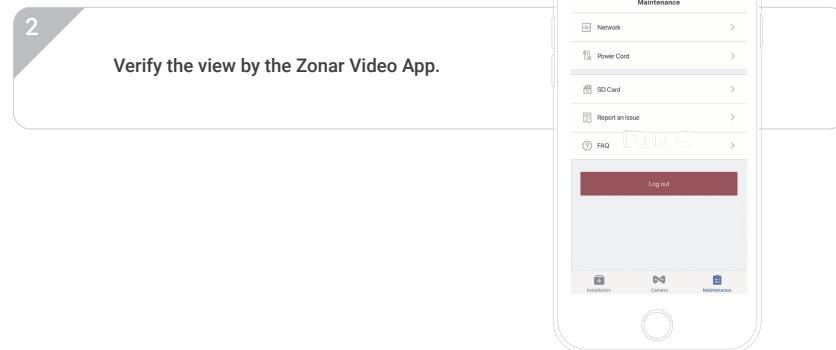 2
Verify the view by the Zonar Video App.
Maintenance
Network
Power Cord
SD Card
Report an Issue
FAQ
Log out
Installation
Camera
Maintenance